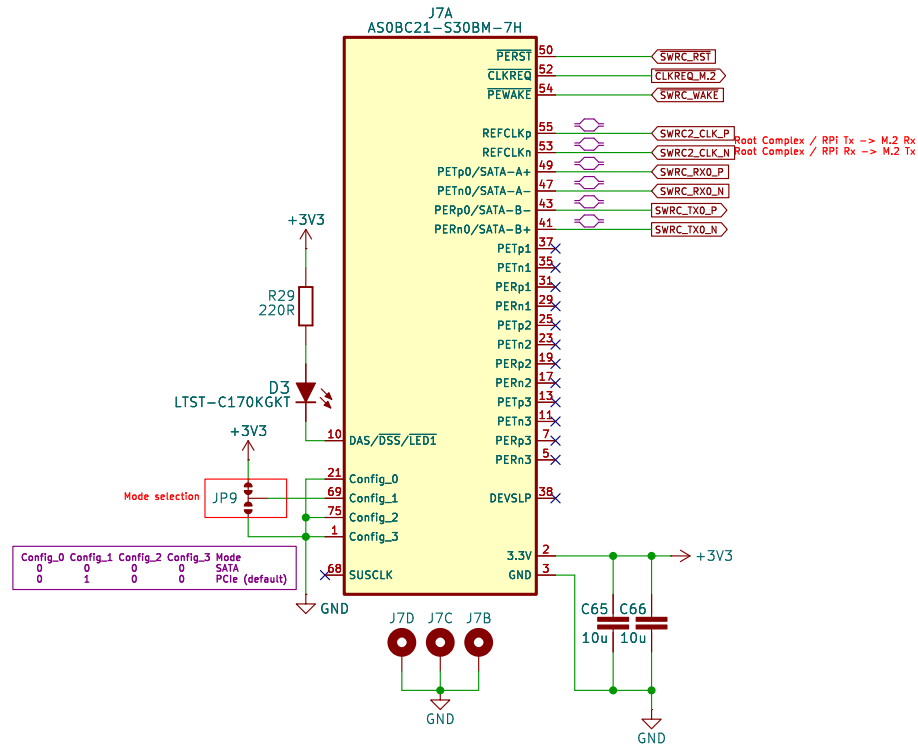 J7A
AS0BC21-S30BM-7H
PERST 50 SWRC_RST
CLKREQ 52 CLKREQ_M.2
PEWAKE 54 SWRC_WAKE
REFCLKp 55 SWRC2_CLK_P
Root Complex / RPi Tx -> M.2 Rx
REFCLKn 53 SWRC2_CLK_N
Root Complex / RPi Rx -> M.2 Tx
PETp0/SATA-A+ 49 SWRC_RX0_P
PETn0/SATA-A- 47 SWRC_RX0_N
PERp0/SATA-B- 43 SWRC_TX0_P
PERn0/SATA-B+ 41 SWRC_TX0_N
PETp1 37
PETn1 35
PERp1 31
PERn1 29
PETp2 25
PETn2 23
PERp2 19
PERn2 17
PETp3 13
PETn3 11
PERp3 7
PERn3 5
DEVSLP 38
3.3V 2 +3V3
GND 3
+3V3
R29
220R
D3
LTST-C170KGKT
10 DAS/DSS/LED1
+3V3
21 Config_0
Mode selection JP9 69 Config_1
75 Config_2
1 Config_3
68 SUSCLK
Config_0 Config_1 Config_2 Config_3 Mode
0 0 0 0 SATA
0 1 0 0 PCIe (default)
GND
J7D J7C J7B
GND
C65 C66
10u 10u
GND